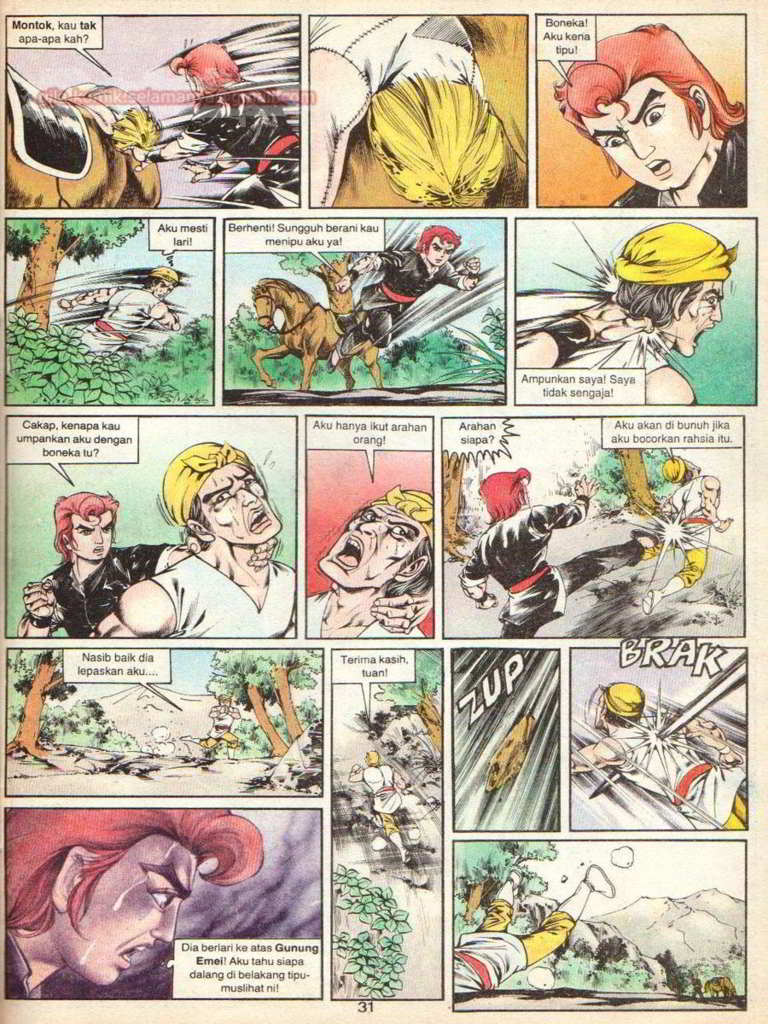 Montok, kau tak
apa-apa kah?
Boneka!
Aku kena
tipu!
Aku mesti
lari!
Berhenti! Sungguh berani kau
menipu aku ya!
Ampunkan saya! Saya
tidak sengaja!
Cakap, kenapa kau
umpankan aku dengan
boneka tu?
Aku hanya ikut arahan
orang!
Arahan
siapa?
Aku akan di bunuh jika
aku bocorkan rahsia itu.
Nasib baik dia
lepaskan aku....
Terima kasih,
tuan!
ZUP
BRAK
Dia berlari ke atas Gunung
Emei! Aku tahu siapa
dalang di belakang tipu-
muslihat ni!
31